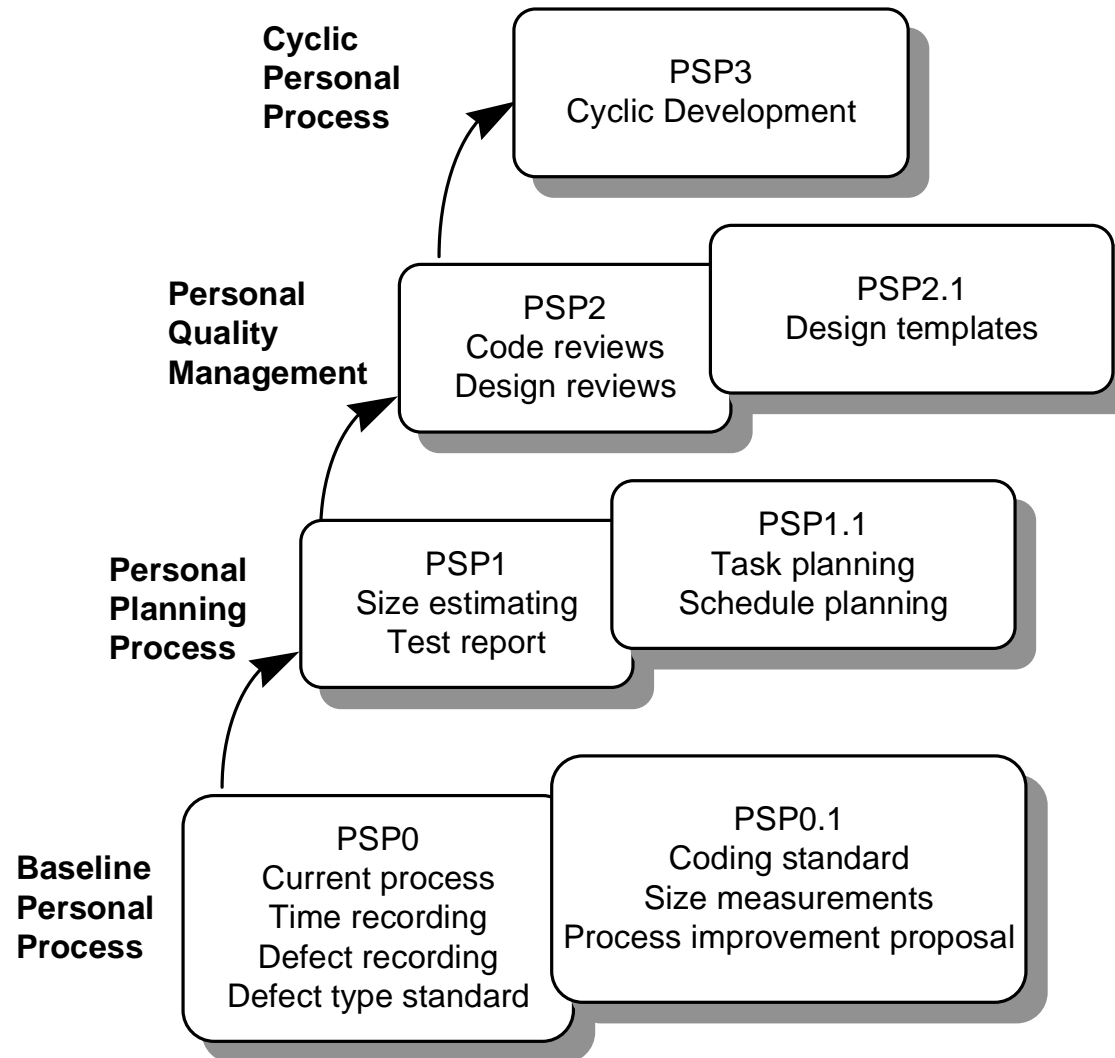 Cyclic
Personal
Process
PSP3
Cyclic Development
Personal
Quality
Management
PSP2
Code reviews
Design reviews
PSP2.1
Design templates
Personal
Planning
Process
PSP1
Size estimating
Test report
PSP1.1
Task planning
Schedule planning
Baseline
Personal
Process
PSP0
Current process
Time recording
Defect recording
Defect type standard
PSP0.1
Coding standard
Size measurements
Process improvement proposal